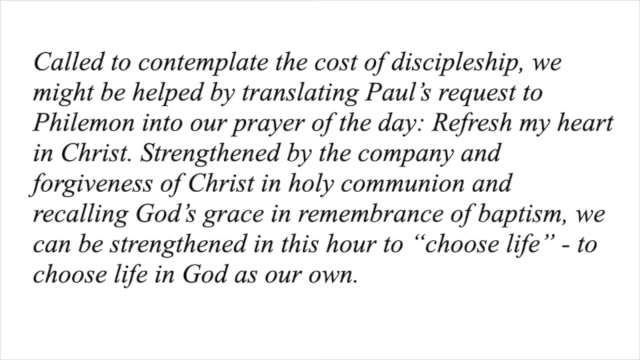 Called to contemplate the cost of discipleship, we
might be helped by translating Paul’s request to
Philemon into our prayer of the day: Refresh my heart
in Christ. Strengthened by the company and
forgiveness of Christ in holy communion and
recalling God’s grace in remembrance of baptism, we
can be strengthened in this hour to “choose life” - to
choose life in God as our own.